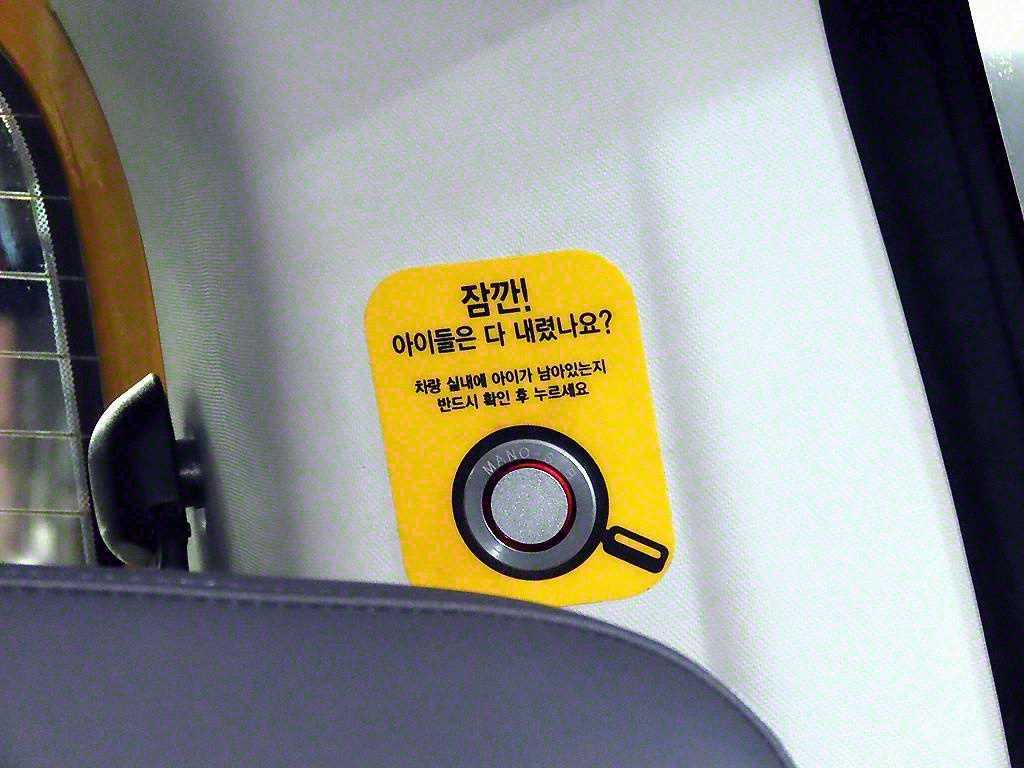 잠깐!
아이들은 다 내렸나요?
차량 실내에 아이가 남아있는지
반드시 확인 후 누르세요
MANO